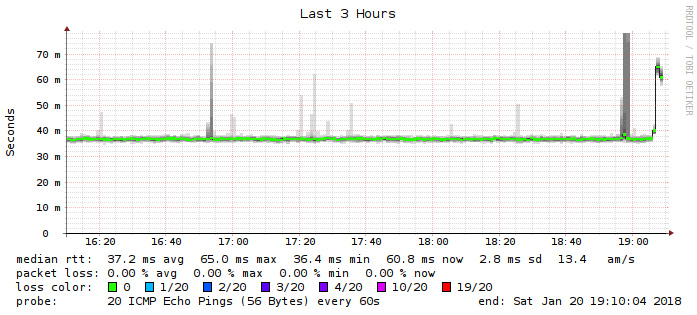 Last 3 Hours
RRDTOOL / TOBI OETIKER
Seconds
70 m
60 m
50 m
40 m
30 m
20 m
10 m
0
16:20 16:40 17:00 17:20 17:40 18:00 18:20 18:40 19:00
median rtt: 37.2 ms avg 65.0 ms max 36.4 ms min 60.8 ms now 2.8 ms sd 13.4 am/s
packet loss: 0.00 % avg 0.00 % max 0.00 % min 0.00 % now
loss color: 0 1/20 2/20 3/20 4/20 10/20 19/20
probe: 20 ICMP Echo Pings (56 Bytes) every 60s end: Sat Jan 20 19:10:04 2018